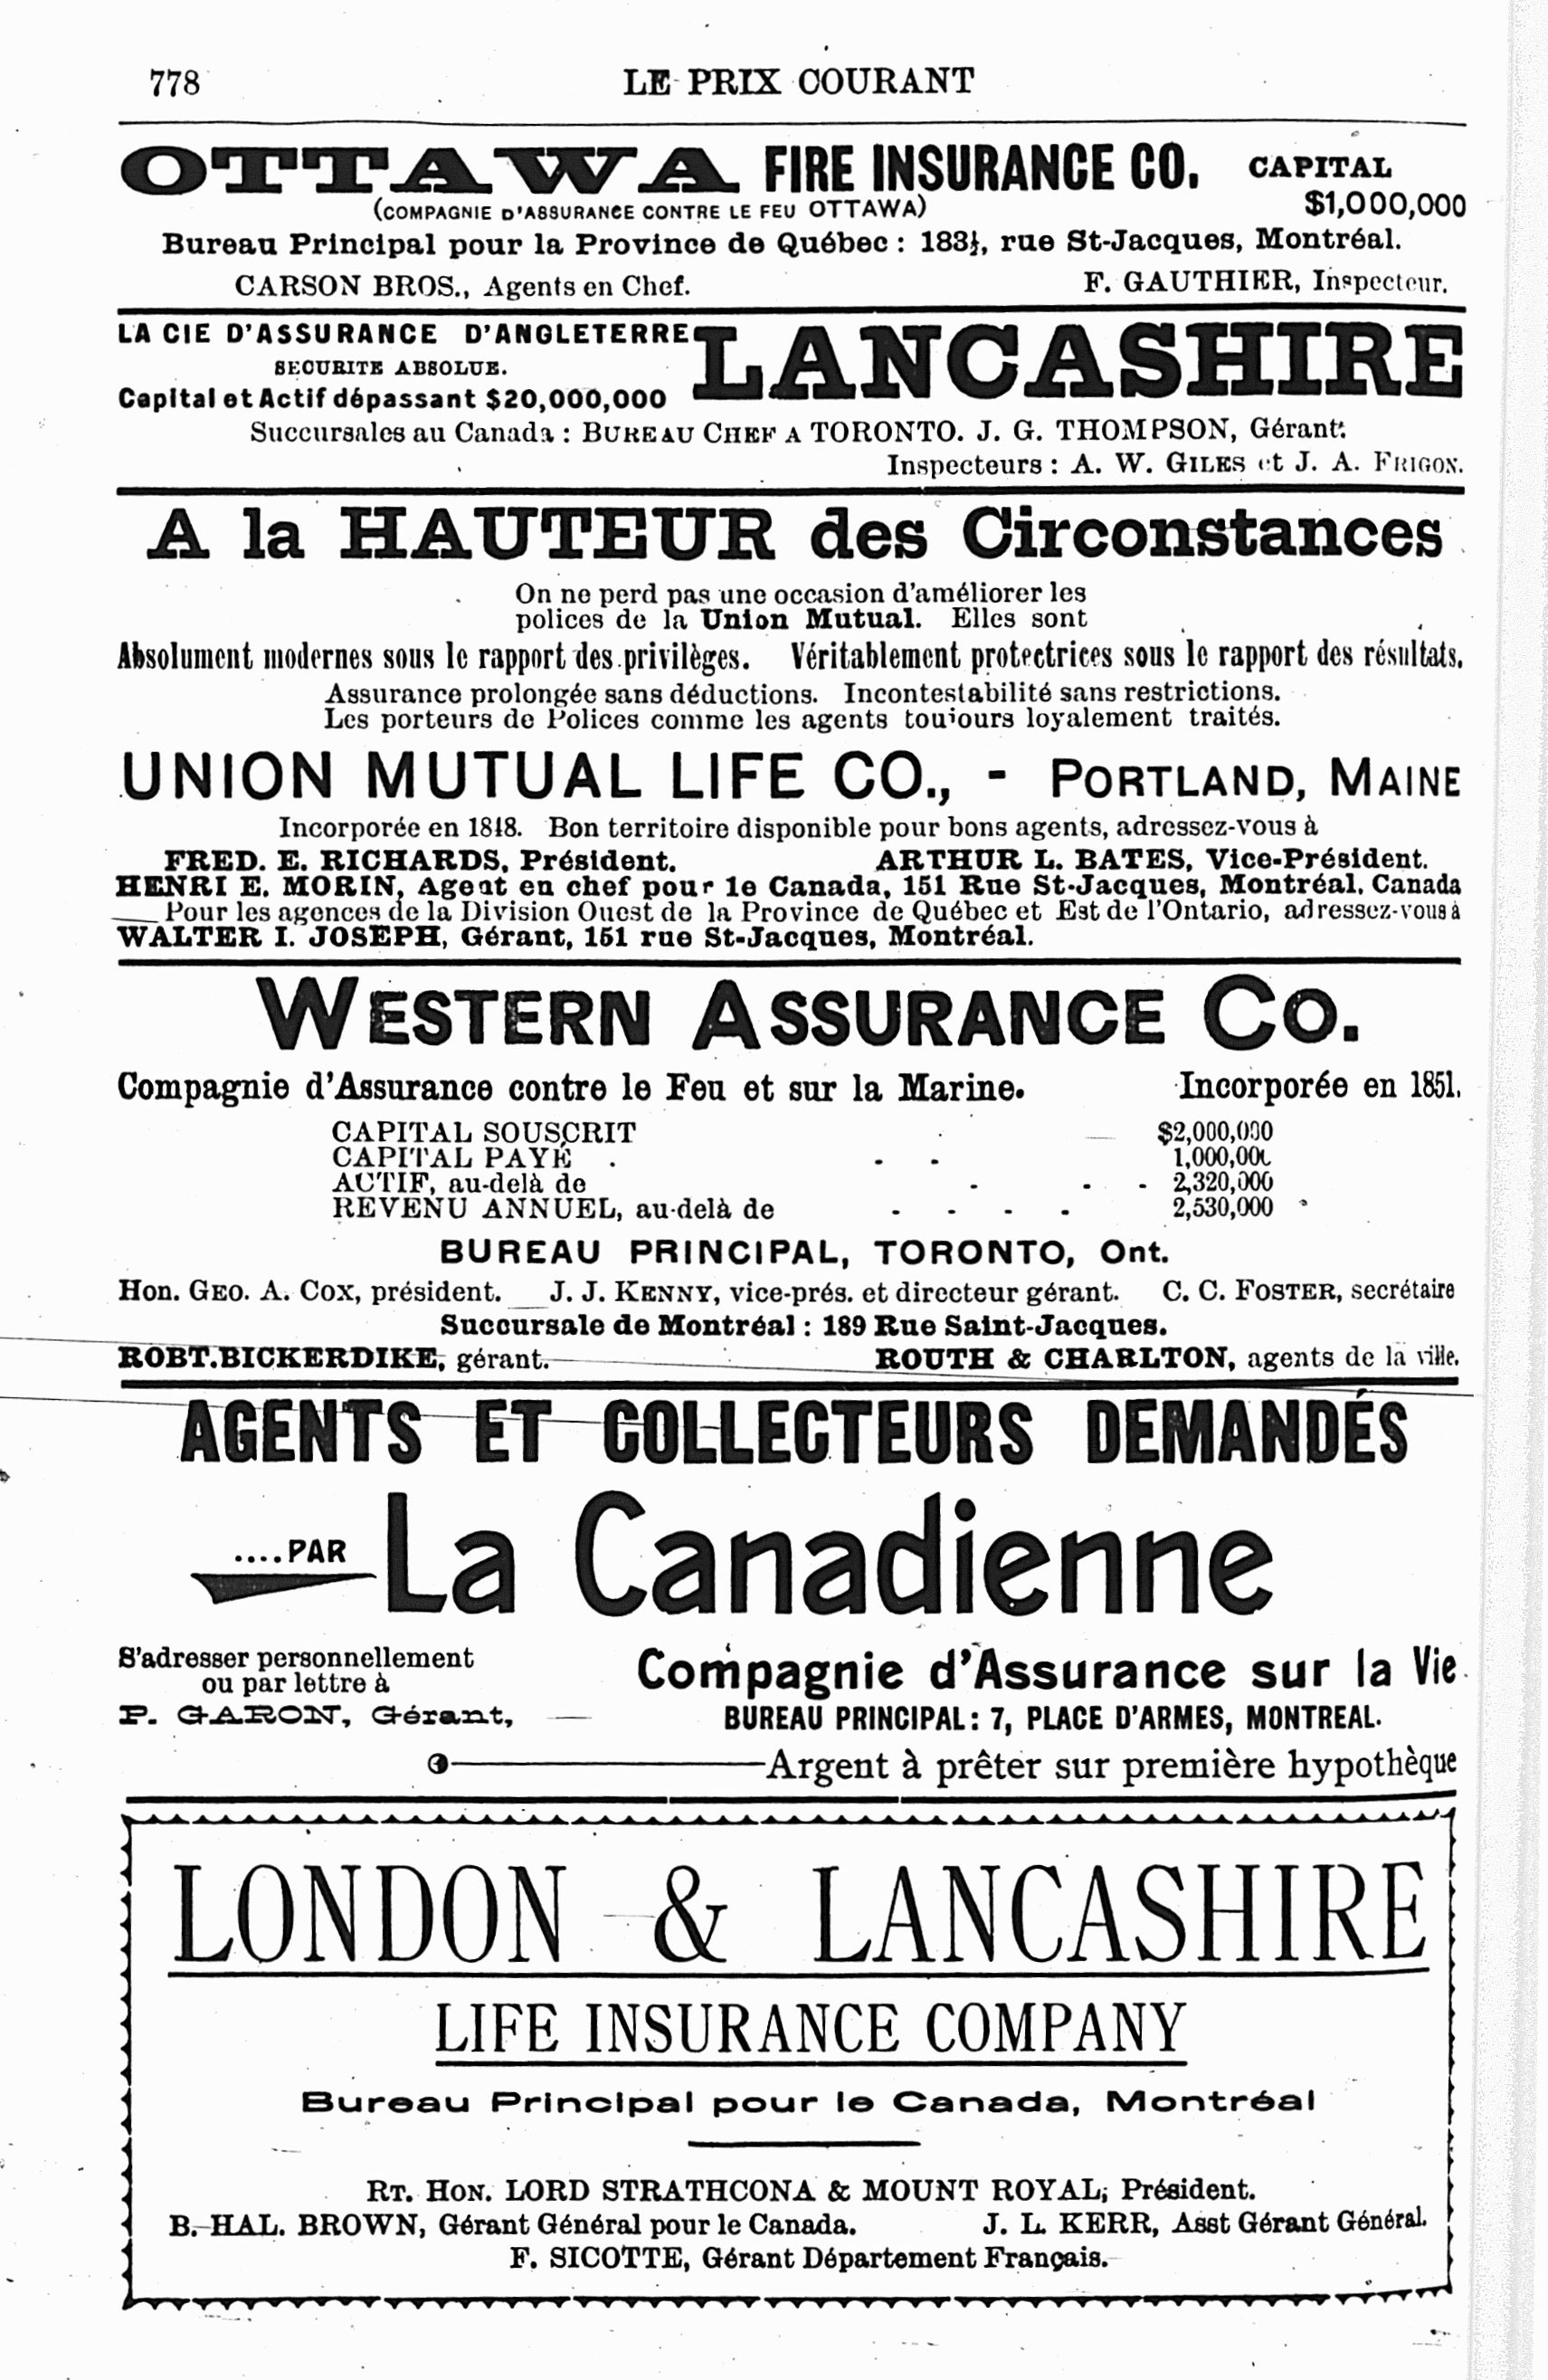 778
LE PRIX COURANT
OTTAWA FIRE INSURANCE CO. CAPITAL
(COMPAGNIE D'ASSURANCE CONTRE LE FEU OTTAWA) $1,000,000
Bureau Principal pour la Province de Québec : 183½, rue St-Jacques, Montréal.
CARSON BROS., Agents en Chef. F. GAUTHIER, Inspecteur.
LA CIE D'ASSURANCE D'ANGLETERRE LANCASHIRE
SECURITE ABSOLUE.
Capital et Actif dépassant $20,000,000
Succursales au Canada : BUREAU CHEF A TORONTO. J. G. THOMPSON, Gérant.
Inspecteurs : A. W. GILES et J. A. FRIGON.
A la HAUTEUR des Circonstances
On ne perd pas une occasion d'améliorer les
polices de la Union Mutual. Elles sont
Absolument modernes sous le rapport des privilèges. Véritablement protectrices sous le rapport des résultats.
Assurance prolongée sans déductions. Incontestabilité sans restrictions.
Les porteurs de Polices comme les agents toujours loyalement traités.
UNION MUTUAL LIFE CO., - PORTLAND, MAINE
Incorporée en 1848. Bon territoire disponible pour bons agents, adressez-vous à
FRED. E. RICHARDS, Président. ARTHUR L. BATES, Vice-Président.
HENRI E. MORIN, Agent en chef pour le Canada, 151 Rue St-Jacques, Montréal, Canada
Pour les agences de la Division Ouest de la Province de Québec et Est de l'Ontario, adressez-vous à
WALTER I. JOSEPH, Gérant, 151 rue St-Jacques, Montréal.
WESTERN ASSURANCE CO.
Compagnie d'Assurance contre le Feu et sur la Marine. Incorporée en 1851.
CAPITAL SOUSCRIT $2,000,000
CAPITAL PAYÉ - - 1,000,000
ACTIF, au-delà de - - - 2,320,000
REVENU ANNUEL, au-delà de - - - - 2,530,000
BUREAU PRINCIPAL, TORONTO, Ont.
Hon. GEO. A. COX, président. J. J. KENNY, vice-prés. et directeur gérant. C. C. FOSTER, secrétaire
Succursale de Montréal : 189 Rue Saint-Jacques.
ROBT. BICKERDIKE, gérant. ROUTH & CHARLTON, agents de la ville.
AGENTS ET COLLECTEURS DEMANDÉS
....PAR La Canadienne
S'adresser personnellement
ou par lettre à
P. GARON, Gérant,
Compagnie d'Assurance sur la Vie
BUREAU PRINCIPAL : 7, PLACE D'ARMES, MONTREAL.
Argent à prêter sur première hypothèque
LONDON & LANCASHIRE
LIFE INSURANCE COMPANY
Bureau Principal pour le Canada, Montréal
RT. HON. LORD STRATHCONA & MOUNT ROYAL, Président.
B. HAL. BROWN, Gérant Général pour le Canada. J. L. KERR, Asst Gérant Général.
F. SICOTTE, Gérant Département Français.